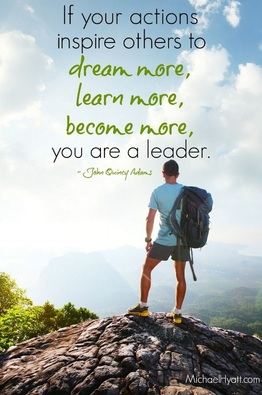 If your actions
inspire others to
dream more,
learn more,
become more,
you are a leader.
- John Quincy Adams
MichaelHyatt.com